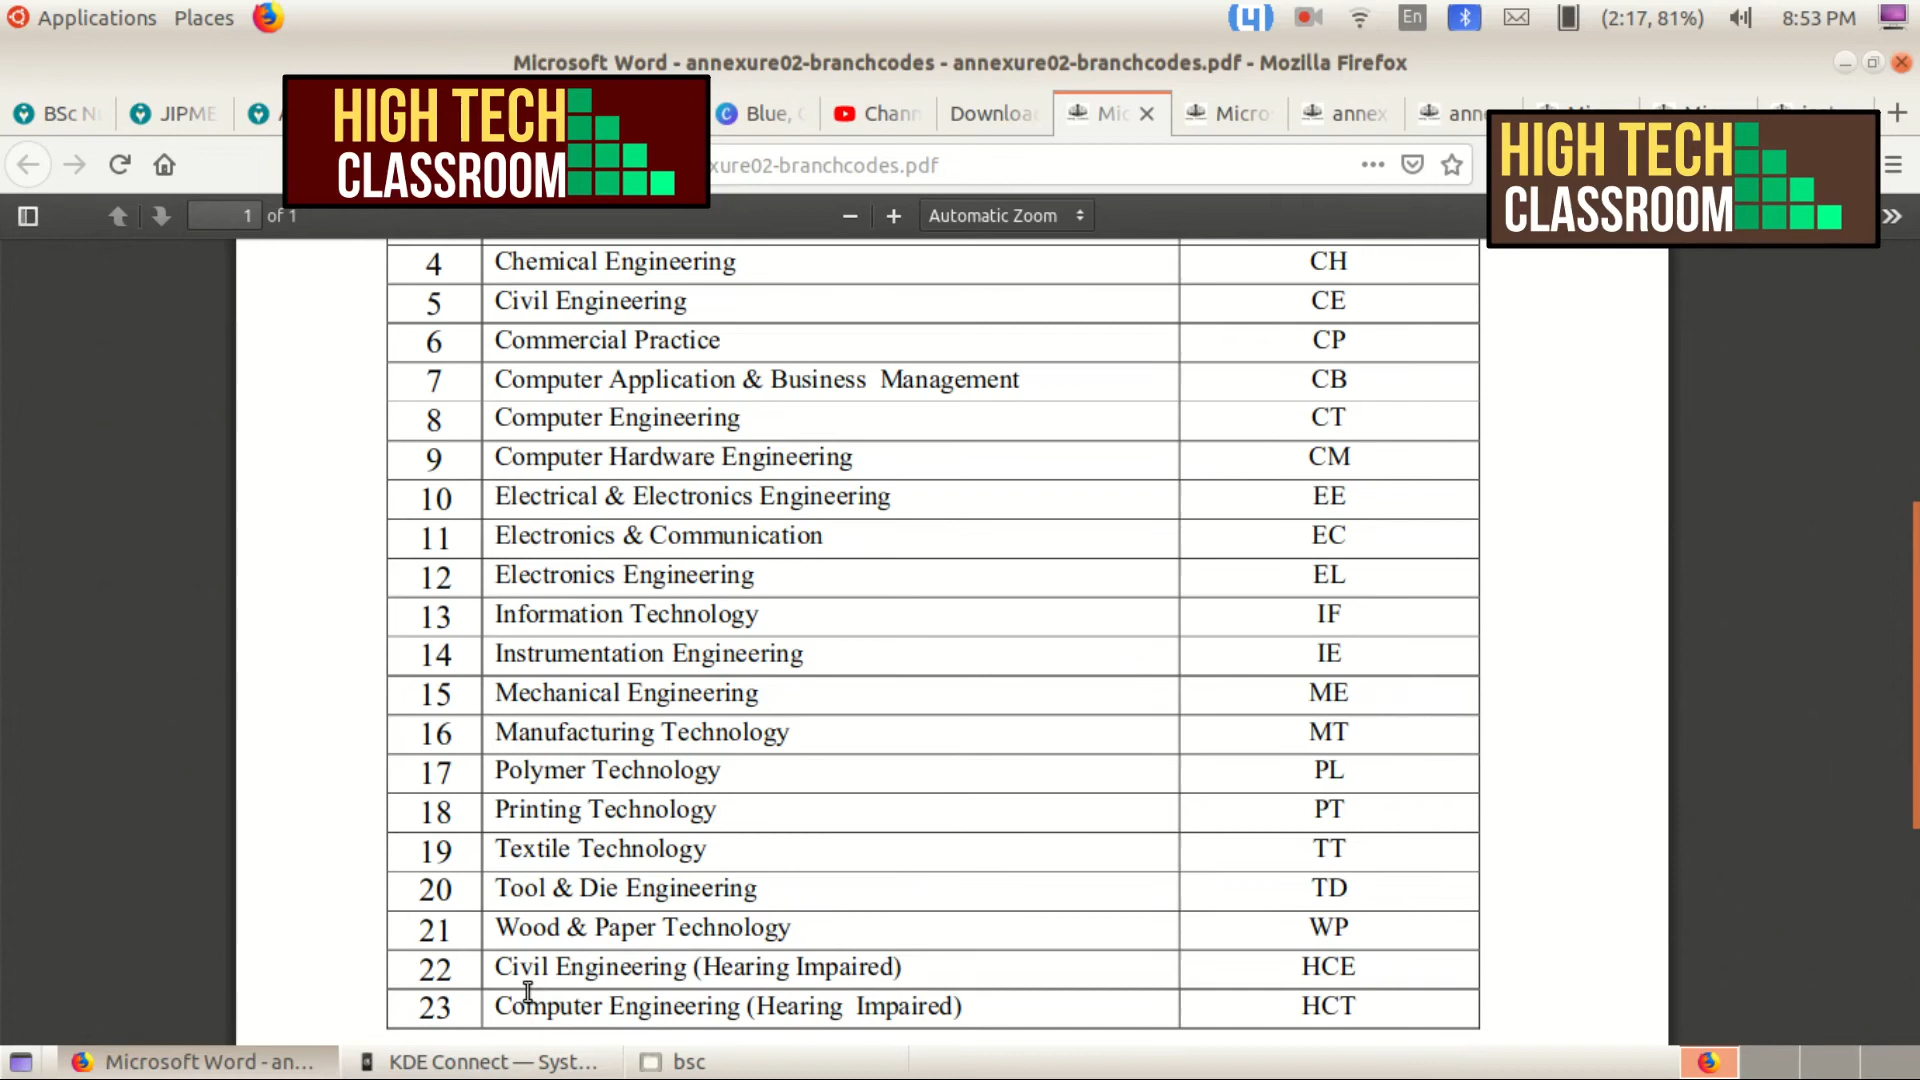 Applications Places En (2:17, 81%) 8:53 PM
Microsoft Word - annexure02-branchcodes - annexure02-branchcodes.pdf - Mozilla Firefox
BSc N JIPME Blue, C Chann Downloa Mic Micro annex ann
HIGH TECH
CLASSROOM
HIGH TECH
CLASSROOM
xure02-branchcodes.pdf
1 of 1 Automatic Zoom
4 Chemical Engineering CH
5 Civil Engineering CE
6 Commercial Practice CP
7 Computer Application & Business Management CB
8 Computer Engineering CT
9 Computer Hardware Engineering CM
10 Electrical & Electronics Engineering EE
11 Electronics & Communication EC
12 Electronics Engineering EL
13 Information Technology IF
14 Instrumentation Engineering IE
15 Mechanical Engineering ME
16 Manufacturing Technology MT
17 Polymer Technology PL
18 Printing Technology PT
19 Textile Technology TT
20 Tool & Die Engineering TD
21 Wood & Paper Technology WP
22 Civil Engineering (Hearing Impaired) HCE
23 Computer Engineering (Hearing Impaired) HCT
Microsoft Word - an... KDE Connect — Syst... bsc